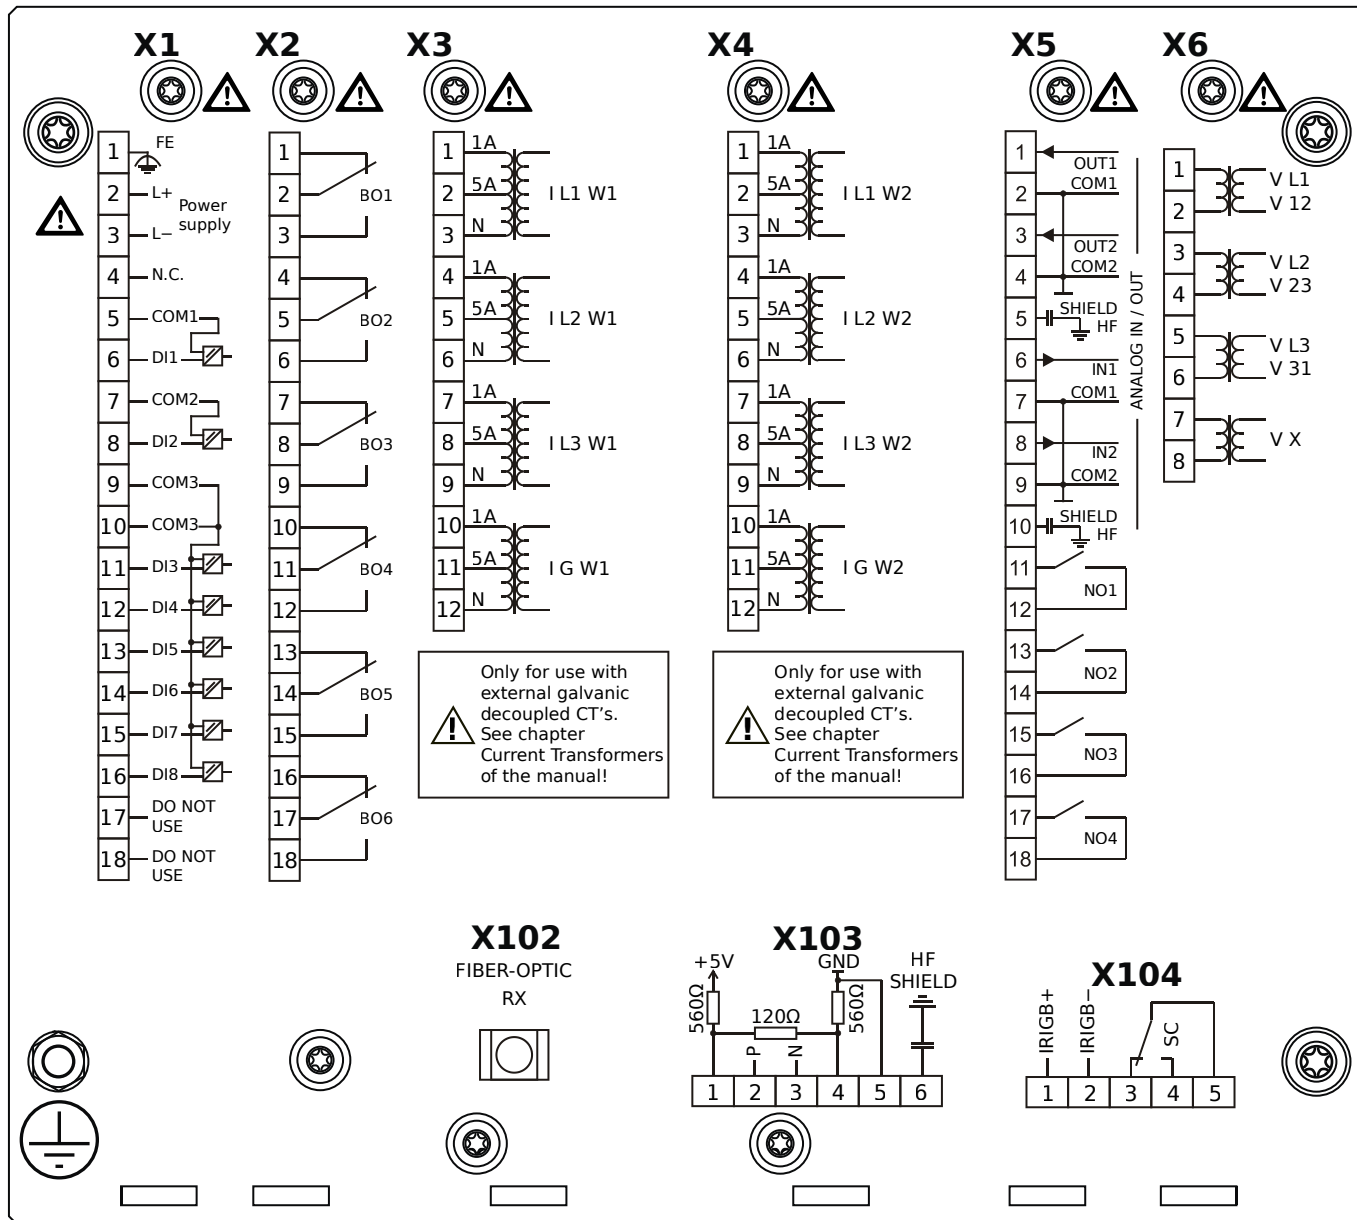 X1
X2
X3
X4
X5
X6
1
FE
2
L+
Power
supply
3
L−
4
N.C.
5
COM1
6
DI1
7
COM2
8
DI2
9
COM3
10
COM3
11
DI3
12
DI4
13
DI5
14
DI6
15
DI7
16
DI8
17
DO NOT
USE
18
DO NOT
USE
1
2
BO1
3
4
5
BO2
6
7
8
BO3
9
10
11
BO4
12
13
14
BO5
15
16
17
BO6
18
1
1A
2
5A
I L1 W1
3
N
4
1A
5
5A
I L2 W1
6
N
7
1A
8
5A
I L3 W1
9
N
10
1A
11
5A
I G W1
12
N
Only for use with
external galvanic
decoupled CT's.
See chapter
Current Transformers
of the manual!
1
1A
2
5A
I L1 W2
3
N
4
1A
5
5A
I L2 W2
6
N
7
1A
8
5A
I L3 W2
9
N
10
1A
11
5A
I G W2
12
N
Only for use with
external galvanic
decoupled CT's.
See chapter
Current Transformers
of the manual!
1
OUT1
2
COM1
3
OUT2
4
COM2
5
SHIELD
HF
6
IN1
7
COM1
8
IN2
9
COM2
10
SHIELD
HF
ANALOG IN / OUT
11
NO1
12
13
NO2
14
15
NO3
16
17
NO4
18
1
V L1
2
V 12
3
V L2
4
V 23
5
V L3
6
V 31
7
V X
8
X102
FIBER-OPTIC
RX
X103
+5V
GND
HF
SHIELD
560Ω
120Ω
560Ω
P
N
1
2
3
4
5
6
X104
IRIGB+
IRIGB−
SC
1
2
3
4
5